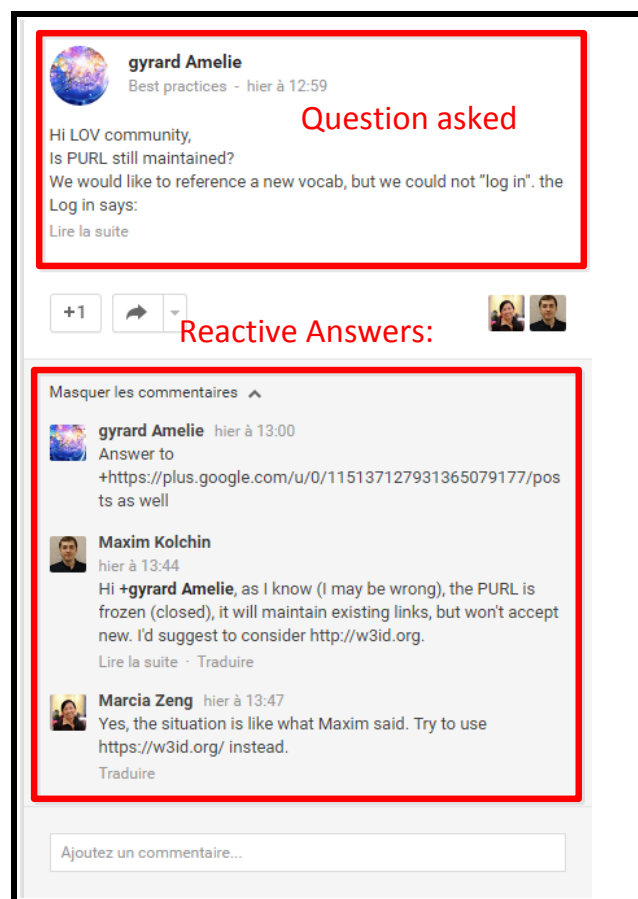 gyrard Amelie
Best practices - hier à 12:59
Question asked
Hi LOV community,
Is PURL still maintained?
We would like to reference a new vocab, but we could not "log in". the
Log in says:
Lire la suite
+1
Reactive Answers:
Masquer les commentaires
gyrard Amelie hier à 13:00
Answer to
+https://plus.google.com/u/0/115137127931365079177/pos
ts as well
Maxim Kolchin
hier à 13:44
Hi +gyrard Amelie, as I know (I may be wrong), the PURL is
frozen (closed), it will maintain existing links, but won't accept
new. I'd suggest to consider http://w3id.org.
Lire la suite · Traduire
Marcia Zeng hier à 13:47
Yes, the situation is like what Maxim said. Try to use
https://w3id.org/ instead.
Traduire
Ajoutez un commentaire...